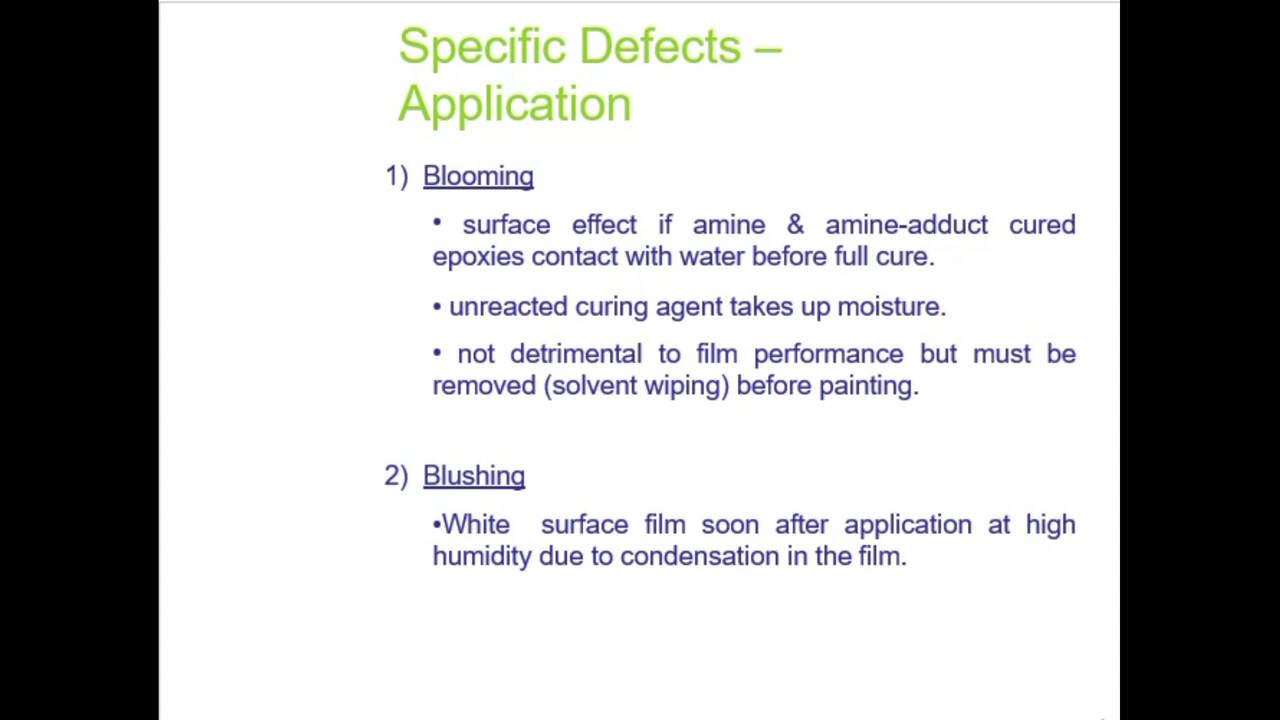 Specific Defects –
Application
1) Blooming
• surface effect if amine & amine-adduct cured
epoxies contact with water before full cure.
• unreacted curing agent takes up moisture.
• not detrimental to film performance but must be
removed (solvent wiping) before painting.
2) Blushing
•White surface film soon after application at high
humidity due to condensation in the film.